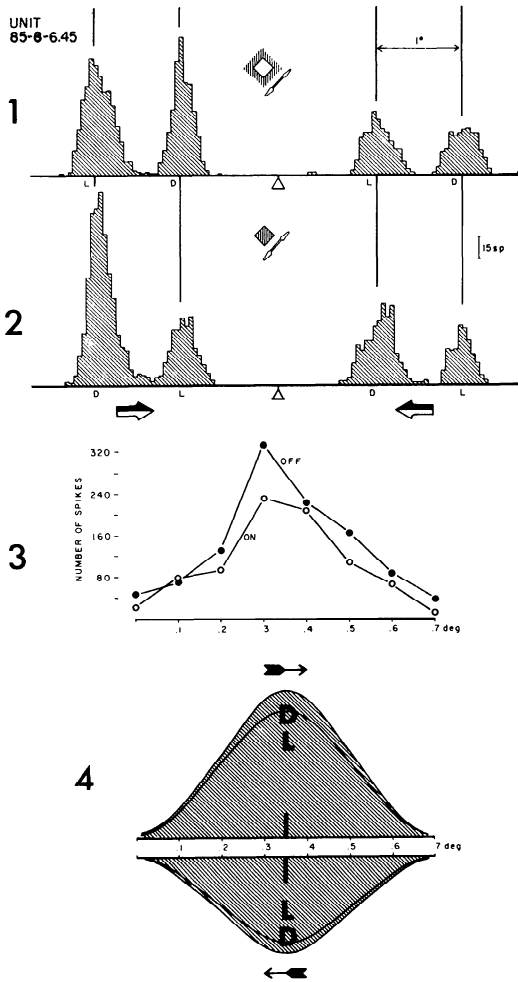 UNIT
85-8-6.45
1
1°
L D L D
15sp
2
D L D L
3
NUMBER OF SPIKES
320
240
160
80
OFF
ON
.1 .2 .3 .4 .5 .6 .7 deg
4
D
L
.1 .2 .3 .4 .5 .6 .7 deg
L
D